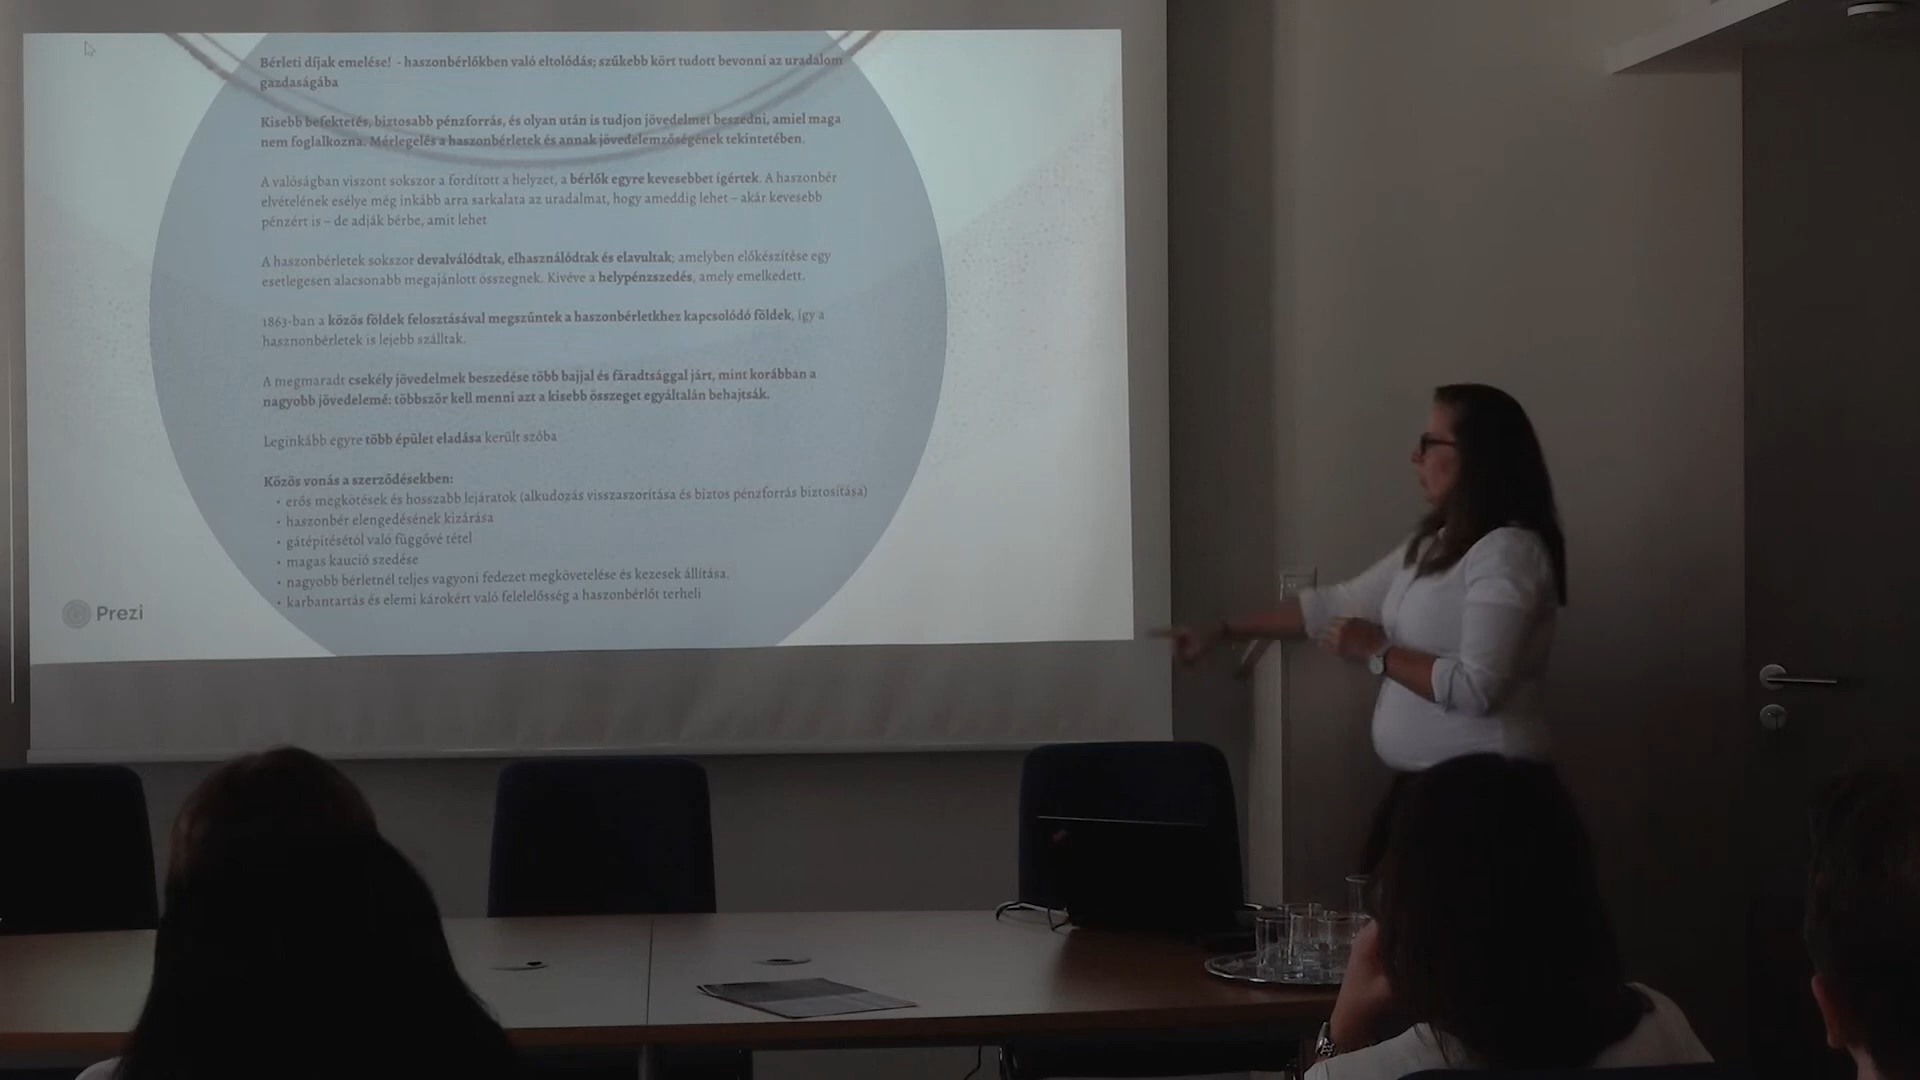 Bérleti díjak emelése! - haszonbérlőkben való eltolódás; szűkebb kört tudott bevonni az uradalom
gazdaságába
Kisebb befektetés, biztosabb pénzforrás, és olyan után is tudjon jövedelmet beszedni, amiel maga
nem foglalkozna. Mérlegelés a haszonbérletek és annak jövedelemzőségének tekintetében.
A valóságban viszont sokszor a fordított a helyzet, a bérlők egyre kevesebbet ígértek. A haszonbér
elvételének esélye még inkább arra sarkalata az uradalmat, hogy ameddig lehet – akár kevesebb
pénzért is – de adják bérbe, amit lehet
A haszonbérletek sokszor devalválódtak, elhasználódtak és elavultak; amelyben előkészítése egy
esetlegesen alacsonabb megajánlott összegnek. Kivéve a helypénzszedés, amely emelkedett.
1863-ban a közös földek felosztásával megszűntek a haszonbérletkhez kapcsolódó földek, így a
hasznonbérletek is lejebb szálltak.
A megmaradt csekély jövedelmek beszedése több bajjal és fáradtsággal járt, mint korábban a
nagyobb jövedelemé: többször kell menni azt a kisebb összeget egyáltalán behajtsák.
Leginkább egyre több épület eladása került szóba
Közös vonás a szerződésekben:
• erős megkötések és hosszabb lejáratok (alkudozás visszaszorítása és biztos pénzforrás biztosítása)
• haszonbér elengedésének kizárása
• gátépítésétől való függővé tétel
• magas kaució szedése
• nagyobb bérletnél teljes vagyoni fedezet megkövetelése és kezesek állítása.
• karbantartás és elemi károkért való felelelősség a haszonbérlőt terheli
Prezi